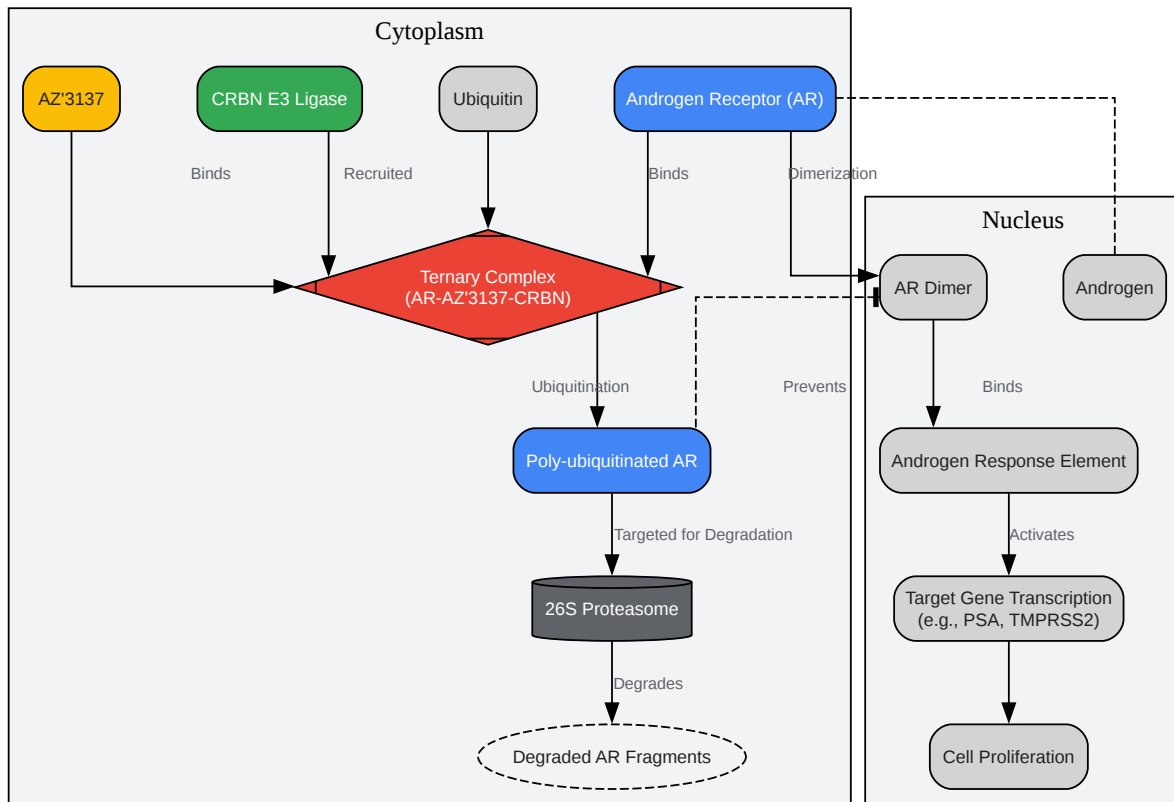 Cytoplasm
AZ'3137
CRBN E3 Ligase
Ubiquitin
Androgen Receptor (AR)
Binds
Recruited
Binds
Dimerization
Nucleus
Ternary Complex
(AR-AZ'3137-CRBN)
AR Dimer
Androgen
Ubiquitination
Prevents
Binds
Poly-ubiquitinated AR
Androgen Response Element
Targeted for Degradation
Activates
26S Proteasome
Target Gene Transcription
(e.g., PSA, TMPRSS2)
Degrades
Degraded AR Fragments
Cell Proliferation